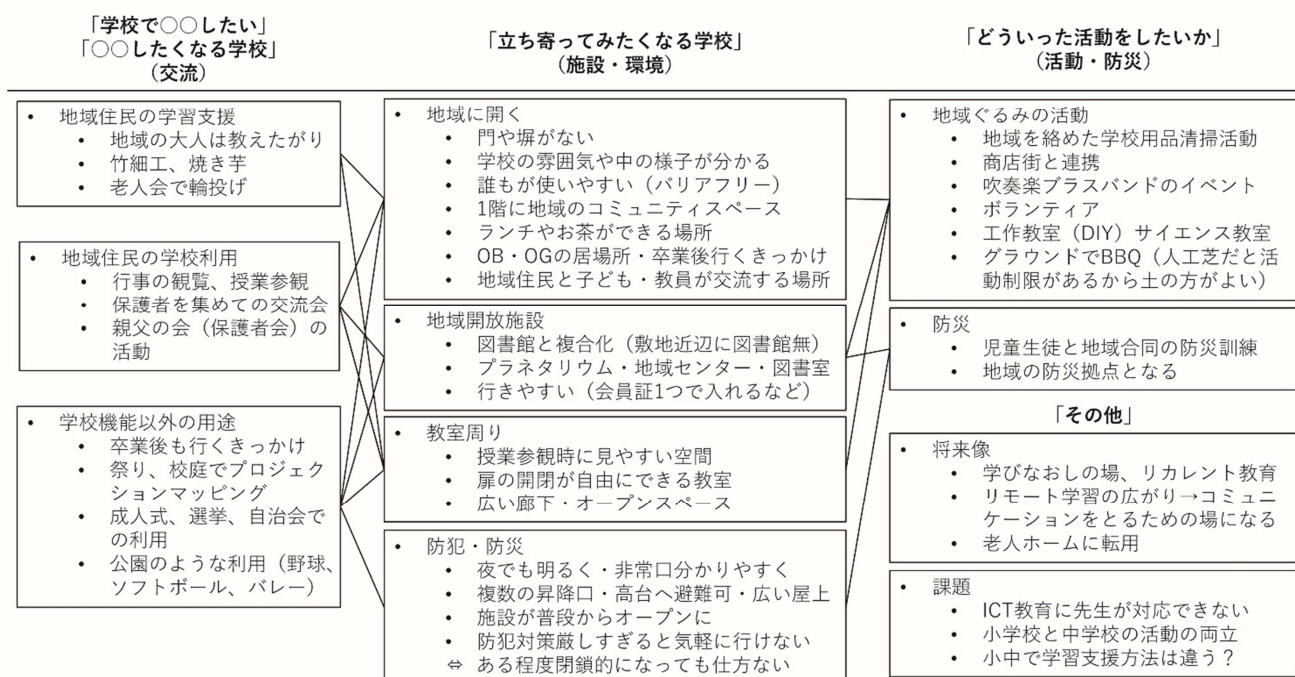 「学校で○○したい」
「○○したくなる学校」
（交流）
• 地域住民の学習支援
• 地域の大人は教えたがり
• 竹細工、焼き芋
• 老人会で輪投げ
• 地域住民の学校利用
• 行事の観覧、授業参観
• 保護者を集めての交流会
• 親父の会（保護者会）の
活動
• 学校機能以外の用途
• 卒業後も行くきっかけ
• 祭り、校庭でプロジェク
ションマッピング
• 成人式、選挙、自治会で
の利用
• 公園のような利用（野球、
ソフトボール、バレー）
「立ち寄ってみたくなる学校」
（施設・環境）
• 地域に開く
• 門や塀がない
• 学校の雰囲気や中の様子が分かる
• 誰もが使いやすい（バリアフリー）
• 1階に地域のコミュニティスペース
• ランチやお茶ができる場所
• OB・OGの居場所・卒業後行くきっかけ
• 地域住民と子ども・教員が交流する場所
• 地域開放施設
• 図書館と複合化（敷地近辺に図書館無）
• プラネタリウム・地域センター・図書室
• 行きやすい（会員証1つで入れるなど）
• 教室周り
• 授業参観時に見やすい空間
• 扉の開閉が自由にできる教室
• 広い廊下・オープンスペース
• 防犯・防災
• 夜でも明るく・非常口分かりやすく
• 複数の昇降口・高台へ避難可・広い屋上
• 施設が普段からオープンに
• 防犯対策厳しすぎると気軽に行けない
⇔ ある程度閉鎖的になっても仕方ない
「どういった活動をしたいか」
（活動・防災）
• 地域ぐるみの活動
• 地域を絡めた学校用品清掃活動
• 商店街と連携
• 吹奏楽ブラスバンドのイベント
• ボランティア
• 工作教室（DIY）サイエンス教室
• グラウンドでBBQ（人工芝だと活
動制限があるから土の方がよい）
• 防災
• 児童生徒と地域合同の防災訓練
• 地域の防災拠点となる
「その他」
• 将来像
• 学びなおしの場、リカレント教育
• リモート学習の広がり→コミュニ
ケーションをとるための場になる
• 老人ホームに転用
• 課題
• ICT教育に先生が対応できない
• 小学校と中学校の活動の両立
• 小中で学習支援方法は違う？